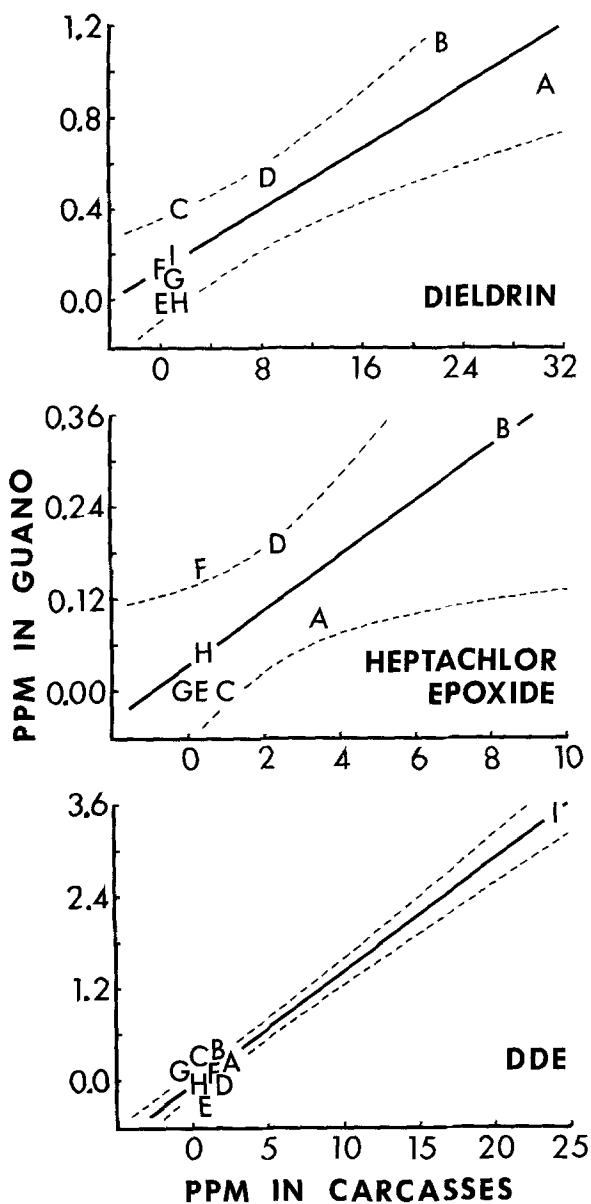 1.2
0.8
0.4
0.0
B
A
D
C
I
F
G
E H
DIELDRIN
0 8 16 24 32
PPM IN GUANO
0.36
0.24
0.12
0.00
B
D
F
A
H
G E C
HEPTACHLOR
EPOXIDE
0 2 4 6 8 10
3.6
2.4
1.2
0.0
I
B
C
A
G
F
H
D
E
DDE
0 5 10 15 20 25
PPM IN CARCASSES